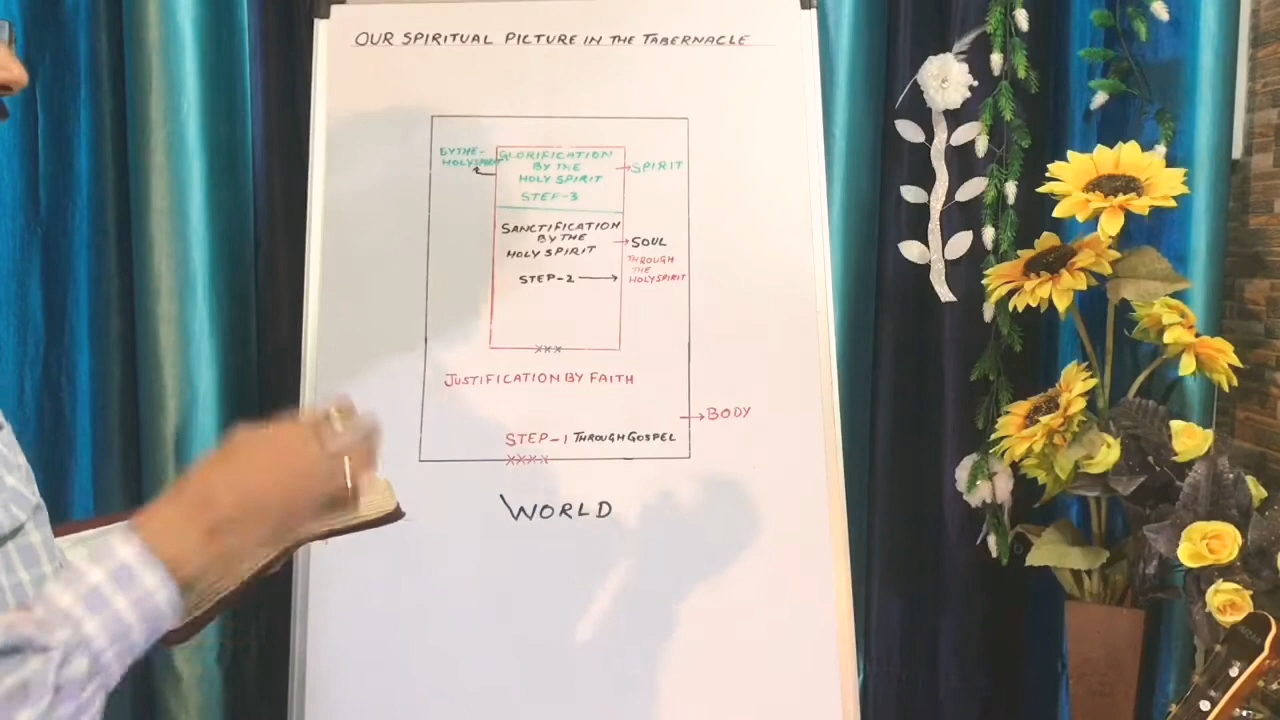 OUR SPIRITUAL PICTURE IN THE TABERNACLE
BY THE-
HOLY SPIRIT
GLORIFICATION
BY THE
HOLY SPIRIT
STEP-3
SPIRIT
SANCTIFICATION
BY THE
HOLY SPIRIT
STEP-2
SOUL
THROUGH
THE
HOLY SPIRIT
XXX
JUSTIFICATION BY FAITH
BODY
STEP-1 THROUGH GOSPEL
XXXX
WORLD